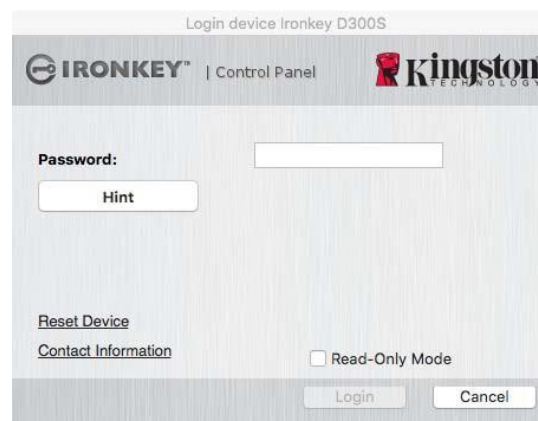 Login device Ironkey D300S
IRONKEY™ | Control Panel
Kingston
TECHNOLOGY
Password:
Hint
Reset Device
Contact Information
Read-Only Mode
Login
Cancel